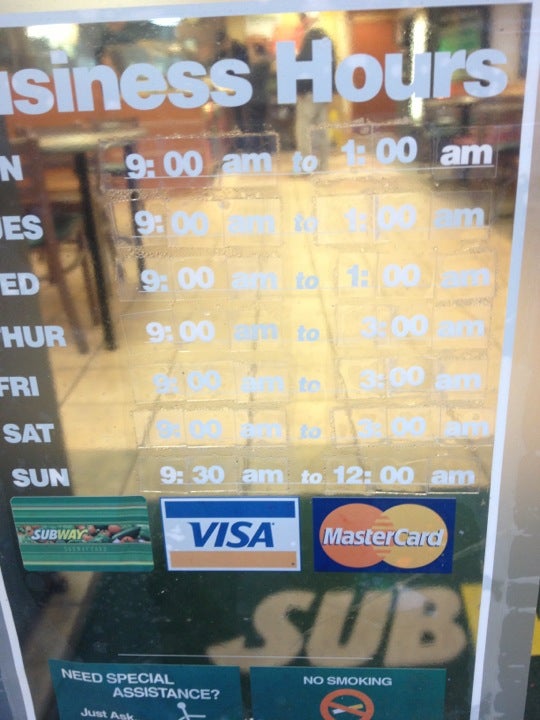 usiness Hours
N 9: 00 am to 1: 00 am
UES 9: 00 am to 1: 00 am
ED 9: 00 am to 1: 00 am
HUR 9: 00 am to 3: 00 am
FRI 9: 00 am to 3: 00 am
SAT 9: 00 am to 3: 00 am
SUN 9: 30 am to 12: 00 am
SUBWAY VISA MasterCard
SUBWAY CARD
SUB
NEED SPECIAL ASSISTANCE?
Just Ask
NO SMOKING